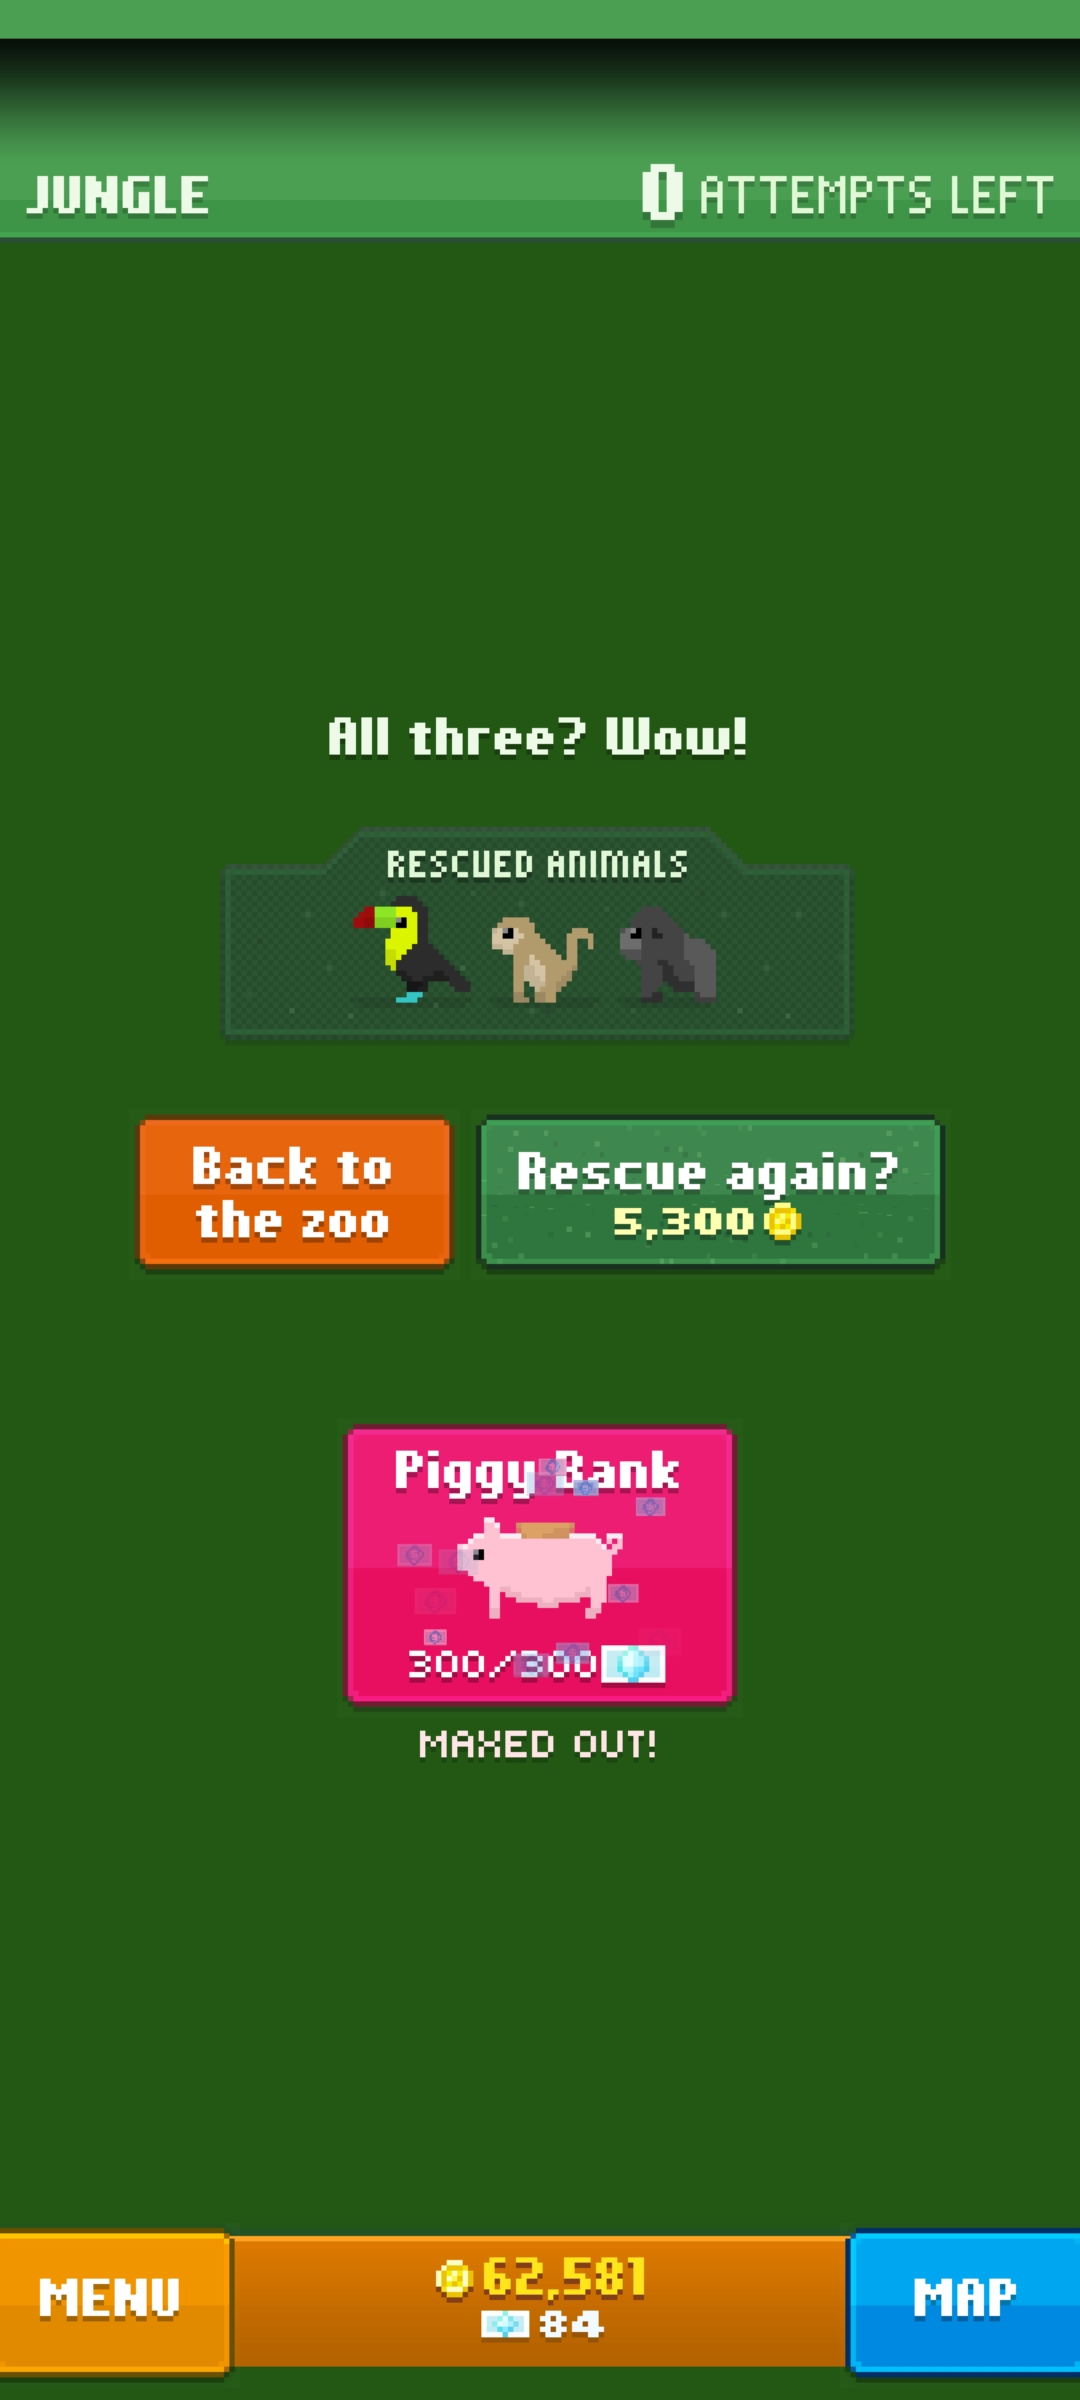 JUNGLE
0 ATTEMPTS LEFT
All three? Wow!
RESCUED ANIMALS
Back to
the zoo
Rescue again?
5,300
Piggy Bank
300/300
MAXED OUT!
MENU
62,581
84
MAP